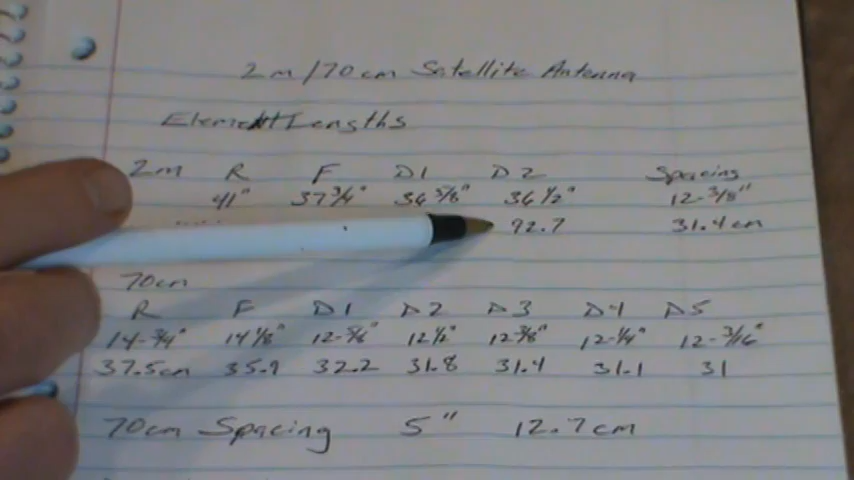 2m/70cm Satellite Antenna
Element Lengths
2m R F D1 D2 Spacing
41" 37 3/4" 36 5/8" 36 1/2" 12-3/8"
92.7 31.4 cm
70cm
R F D1 D2 D3 D4 D5
14-3/4" 14 1/8" 12-5/8" 12 1/2" 12 3/8" 12-1/4" 12-3/16"
37.5cm 35.9 32.2 31.8 31.4 31.1 31
70cm Spacing 5" 12.7cm